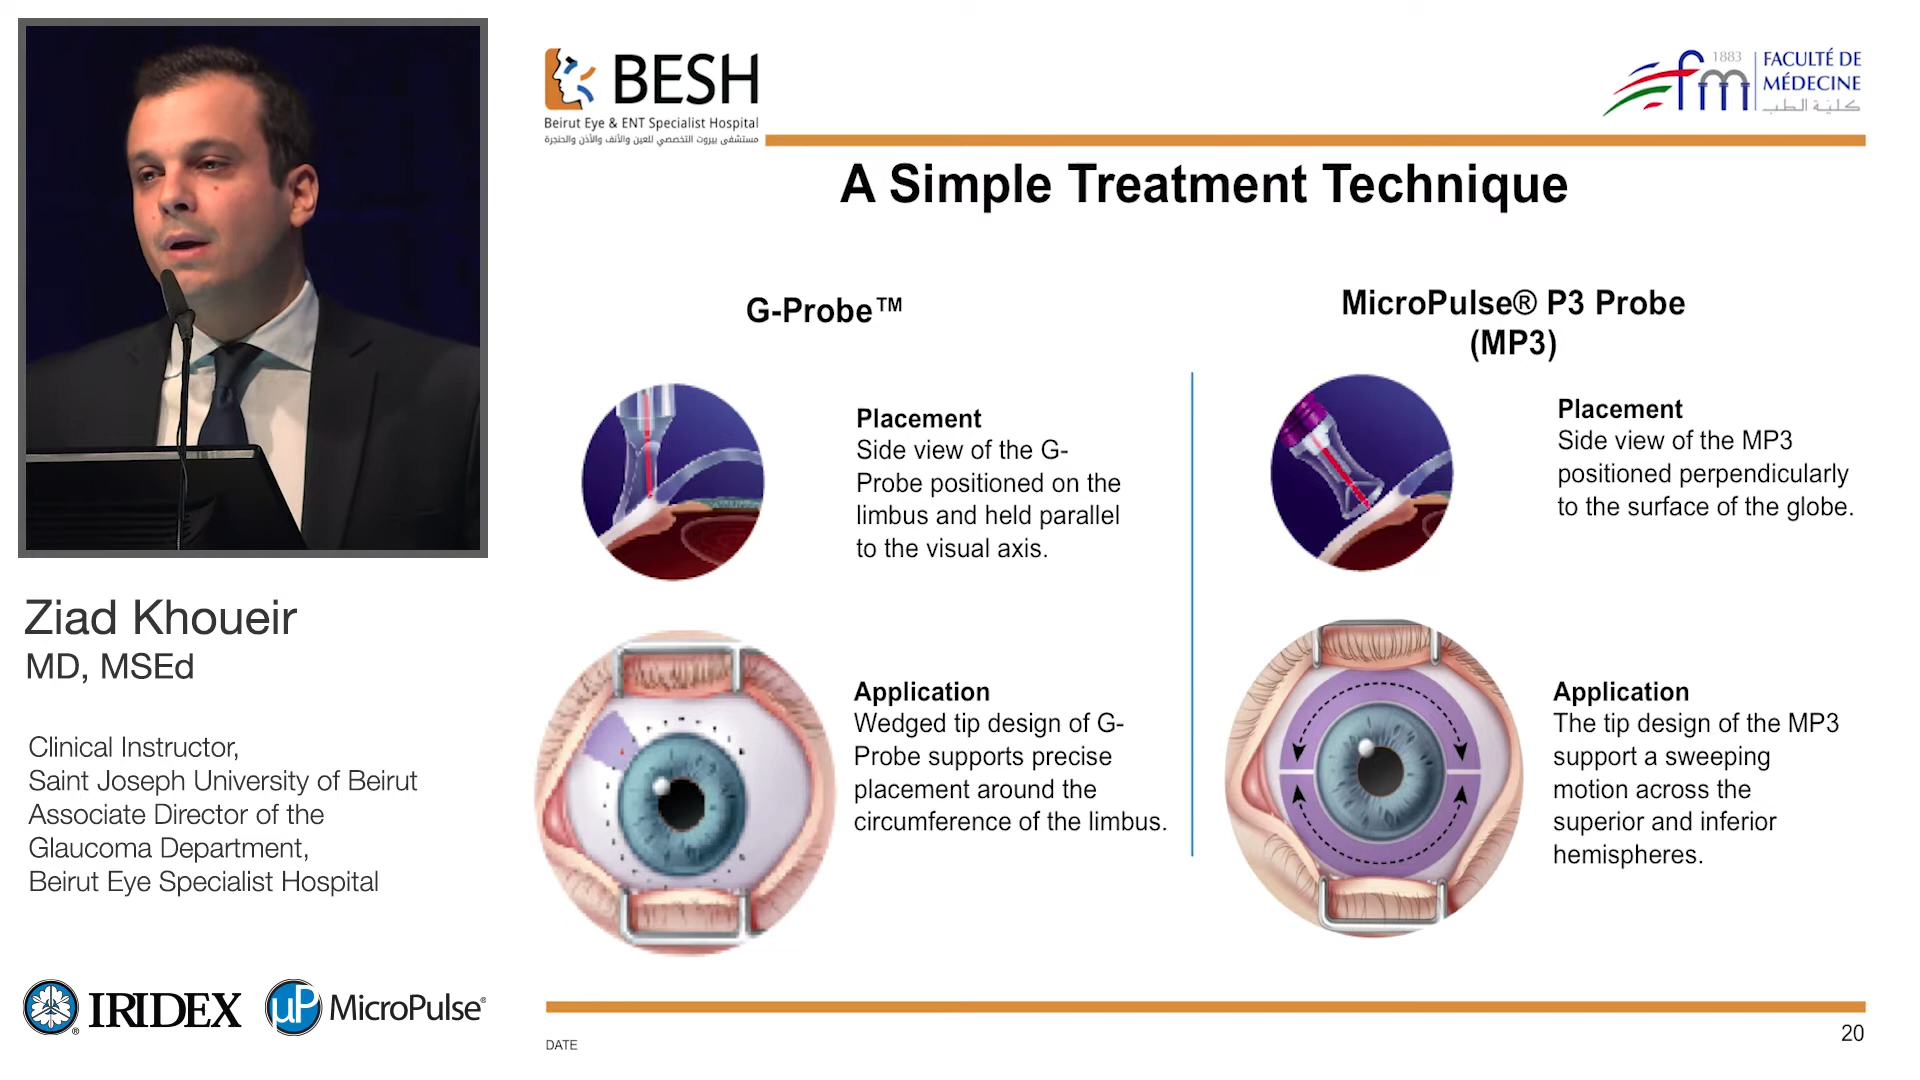 BESH
Beirut Eye & ENT Specialist Hospital
مستشفى بيروت التخصصي للعين والأنف والأذن والحنجرة
1883
fm
FACULTÉ DE
MÉDECINE
كلية الطب
A Simple Treatment Technique
G-Probe™
Placement
Side view of the G-
Probe positioned on the
limbus and held parallel
to the visual axis.
Application
Wedged tip design of G-
Probe supports precise
placement around the
circumference of the limbus.
MicroPulse® P3 Probe
(MP3)
Placement
Side view of the MP3
positioned perpendicularly
to the surface of the globe.
Application
The tip design of the MP3
support a sweeping
motion across the
superior and inferior
hemispheres.
Ziad Khoueir
MD, MSEd
Clinical Instructor,
Saint Joseph University of Beirut
Associate Director of the
Glaucoma Department,
Beirut Eye Specialist Hospital
IRIDEX®
µP MicroPulse®
DATE
20